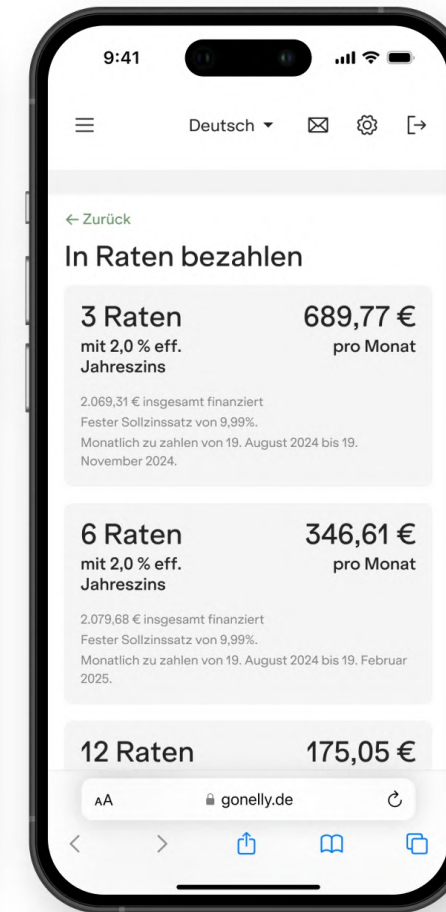 9:41
Deutsch
← Zurück
In Raten bezahlen
3 Raten 689,77 €
mit 2,0 % eff. pro Monat
Jahreszins
2.069,31 € insgesamt finanziert
Fester Sollzinssatz von 9,99%.
Monatlich zu zahlen von 19. August 2024 bis 19.
November 2024.
6 Raten 346,61 €
mit 2,0 % eff. pro Monat
Jahreszins
2.079,68 € insgesamt finanziert
Fester Sollzinssatz von 9,99%.
Monatlich zu zahlen von 19. August 2024 bis 19. Februar
2025.
12 Raten 175,05 €
AA gonelly.de